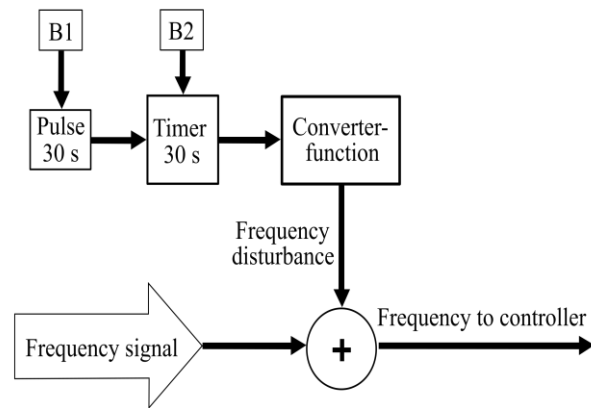 B1
B2
Pulse
30 s
Timer
30 s
Converter-
function
Frequency
disturbance
Frequency signal
+
Frequency to controller